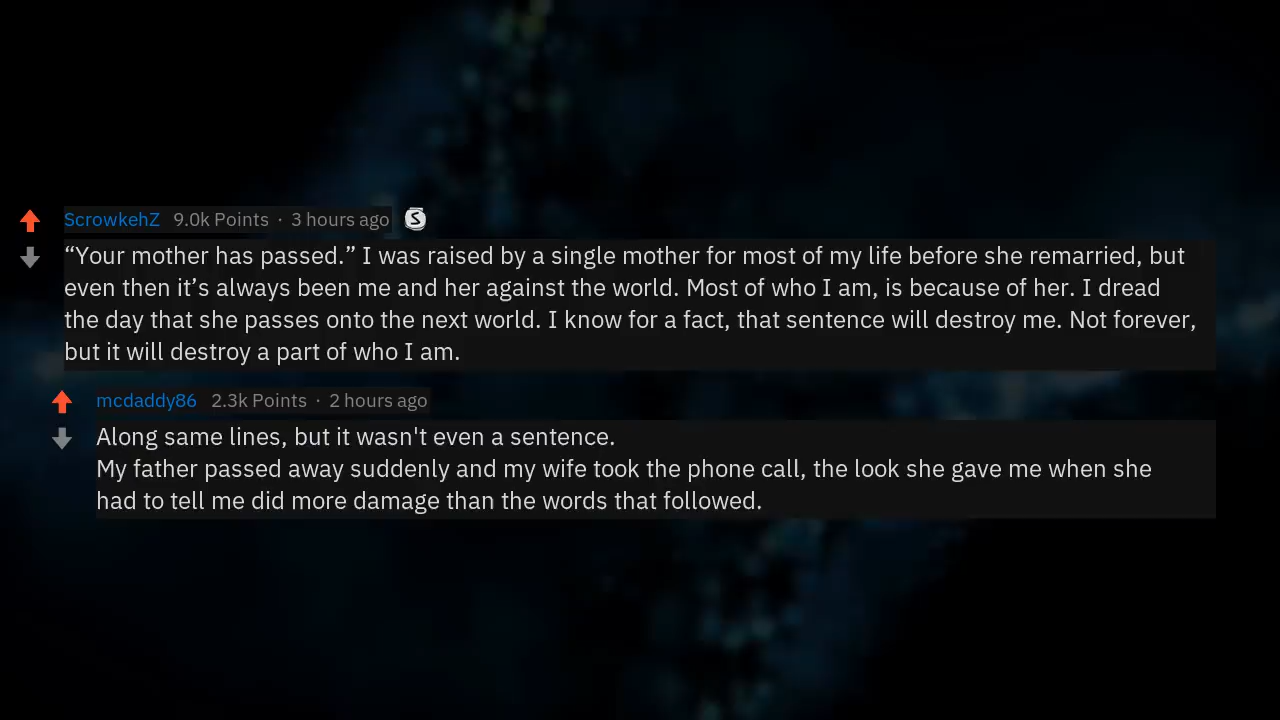 ScrowkehZ 9.0k Points · 3 hours ago S
“Your mother has passed.” I was raised by a single mother for most of my life before she remarried, but
even then it’s always been me and her against the world. Most of who I am, is because of her. I dread
the day that she passes onto the next world. I know for a fact, that sentence will destroy me. Not forever,
but it will destroy a part of who I am.
mcdaddy86 2.3k Points · 2 hours ago
Along same lines, but it wasn't even a sentence.
My father passed away suddenly and my wife took the phone call, the look she gave me when she
had to tell me did more damage than the words that followed.